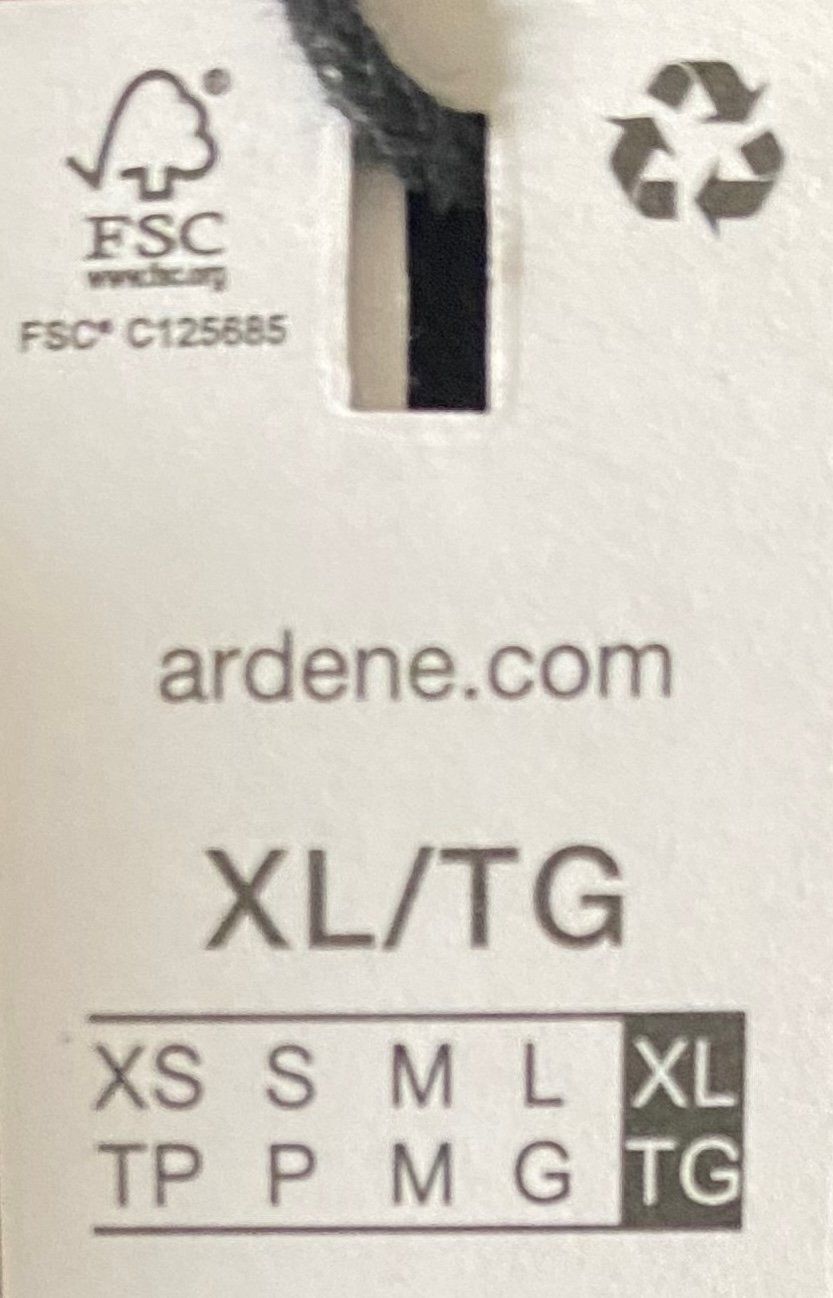 ®
FSC
www.fsc.org
FSC® C125685
ardene.com
XL/TG
XS S M L XL
TP P M G TG